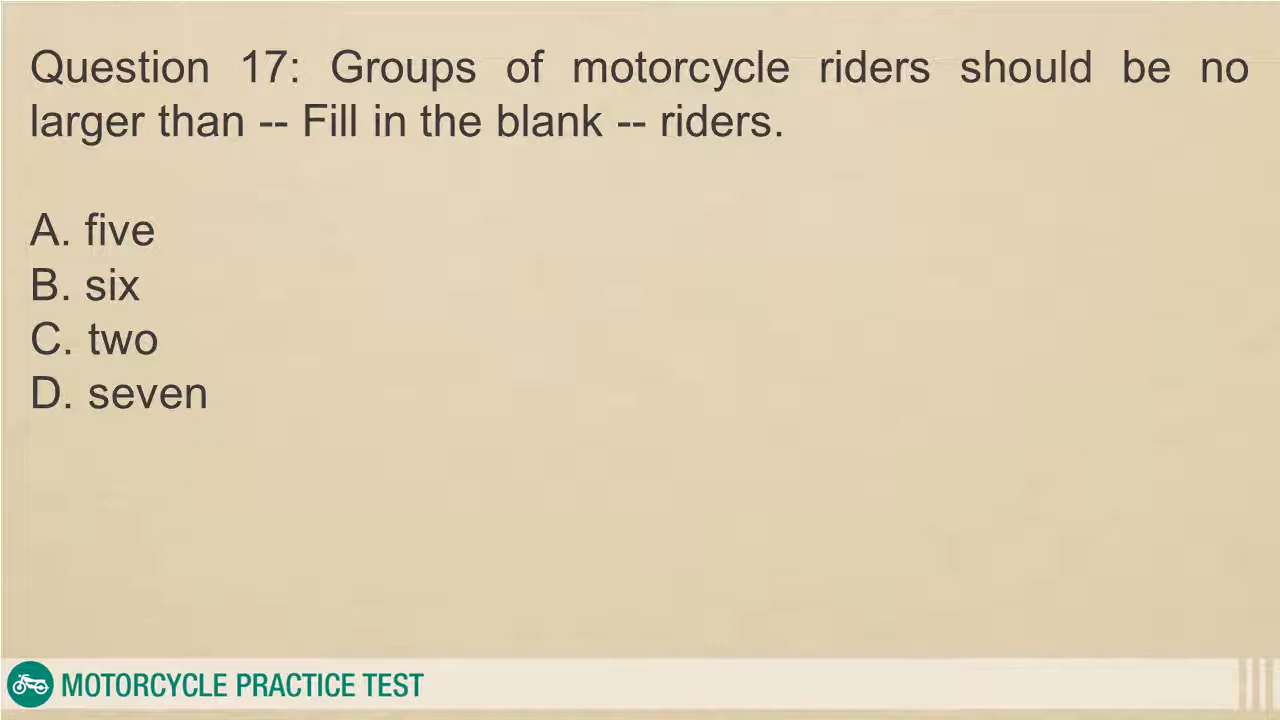 Question 17: Groups of motorcycle riders should be no
larger than -- Fill in the blank -- riders.
A. five
B. six
C. two
D. seven
MOTORCYCLE PRACTICE TEST